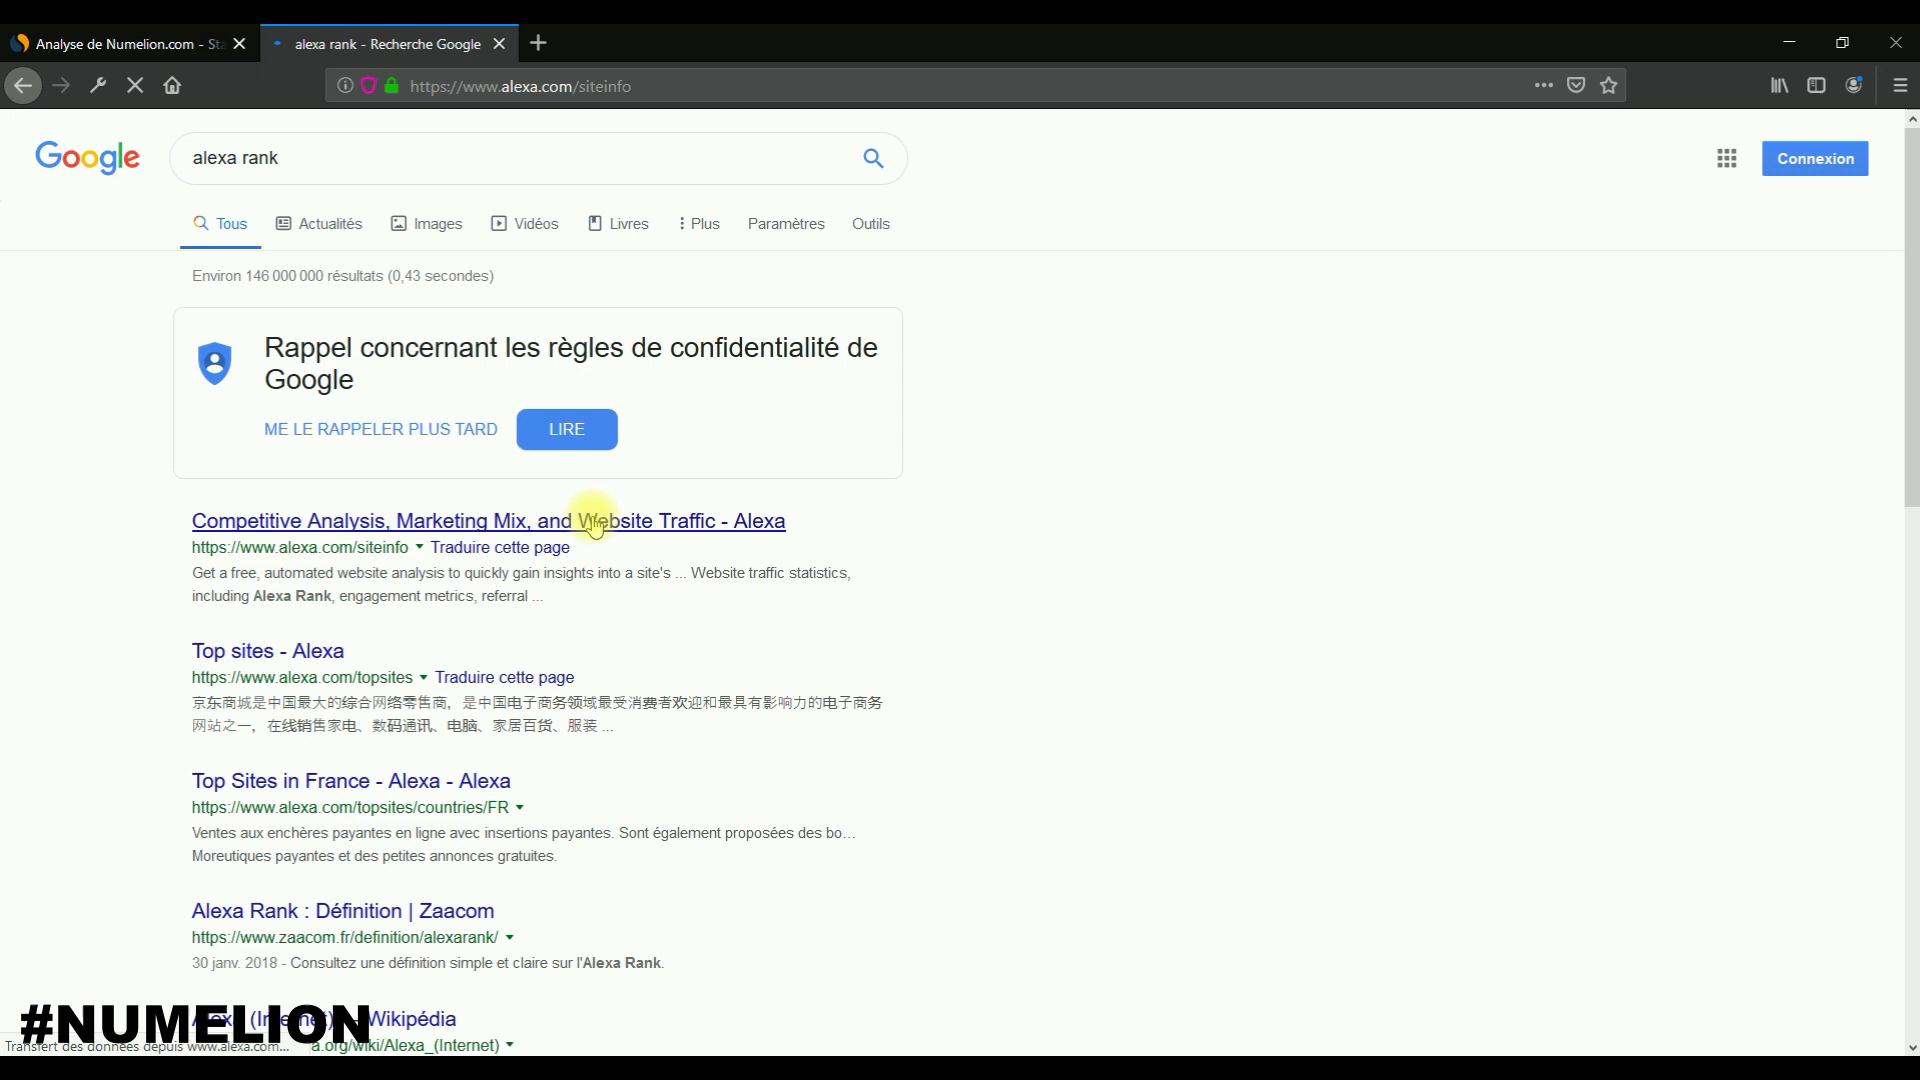 Analyse de Numelion.com - St
alexa rank - Recherche Google
https://www.alexa.com/siteinfo
Google
alexa rank
Connexion
Tous
Actualités
Images
Vidéos
Livres
Plus
Paramètres
Outils
Environ 146 000 000 résultats (0,43 secondes)
Rappel concernant les règles de confidentialité de
Google
ME LE RAPPELER PLUS TARD
LIRE
Competitive Analysis, Marketing Mix, and Website Traffic - Alexa
https://www.alexa.com/siteinfo Traduire cette page
Get a free, automated website analysis to quickly gain insights into a site's ... Website traffic statistics,
including Alexa Rank, engagement metrics, referral ...
Top sites - Alexa
https://www.alexa.com/topsites Traduire cette page
京东商城是中国最大的综合网络零售商，是中国电子商务领域最受消费者欢迎和最具有影响力的电子商务
网站之一，在线销售家电、数码通讯、电脑、家居百货、服装 ...
Top Sites in France - Alexa - Alexa
https://www.alexa.com/topsites/countries/FR
Ventes aux enchères payantes en ligne avec insertions payantes. Sont également proposées des bo...
Moreutiques payantes et des petites annonces gratuites.
Alexa Rank : Définition | Zaacom
https://www.zaacom.fr/definition/alexarank/
30 janv. 2018 - Consultez une définition simple et claire sur l'Alexa Rank.
#NUMELION
Wikipédia
Transfert des données depuis www.alexa.com...
a.org/wiki/Alexa_(Internet)